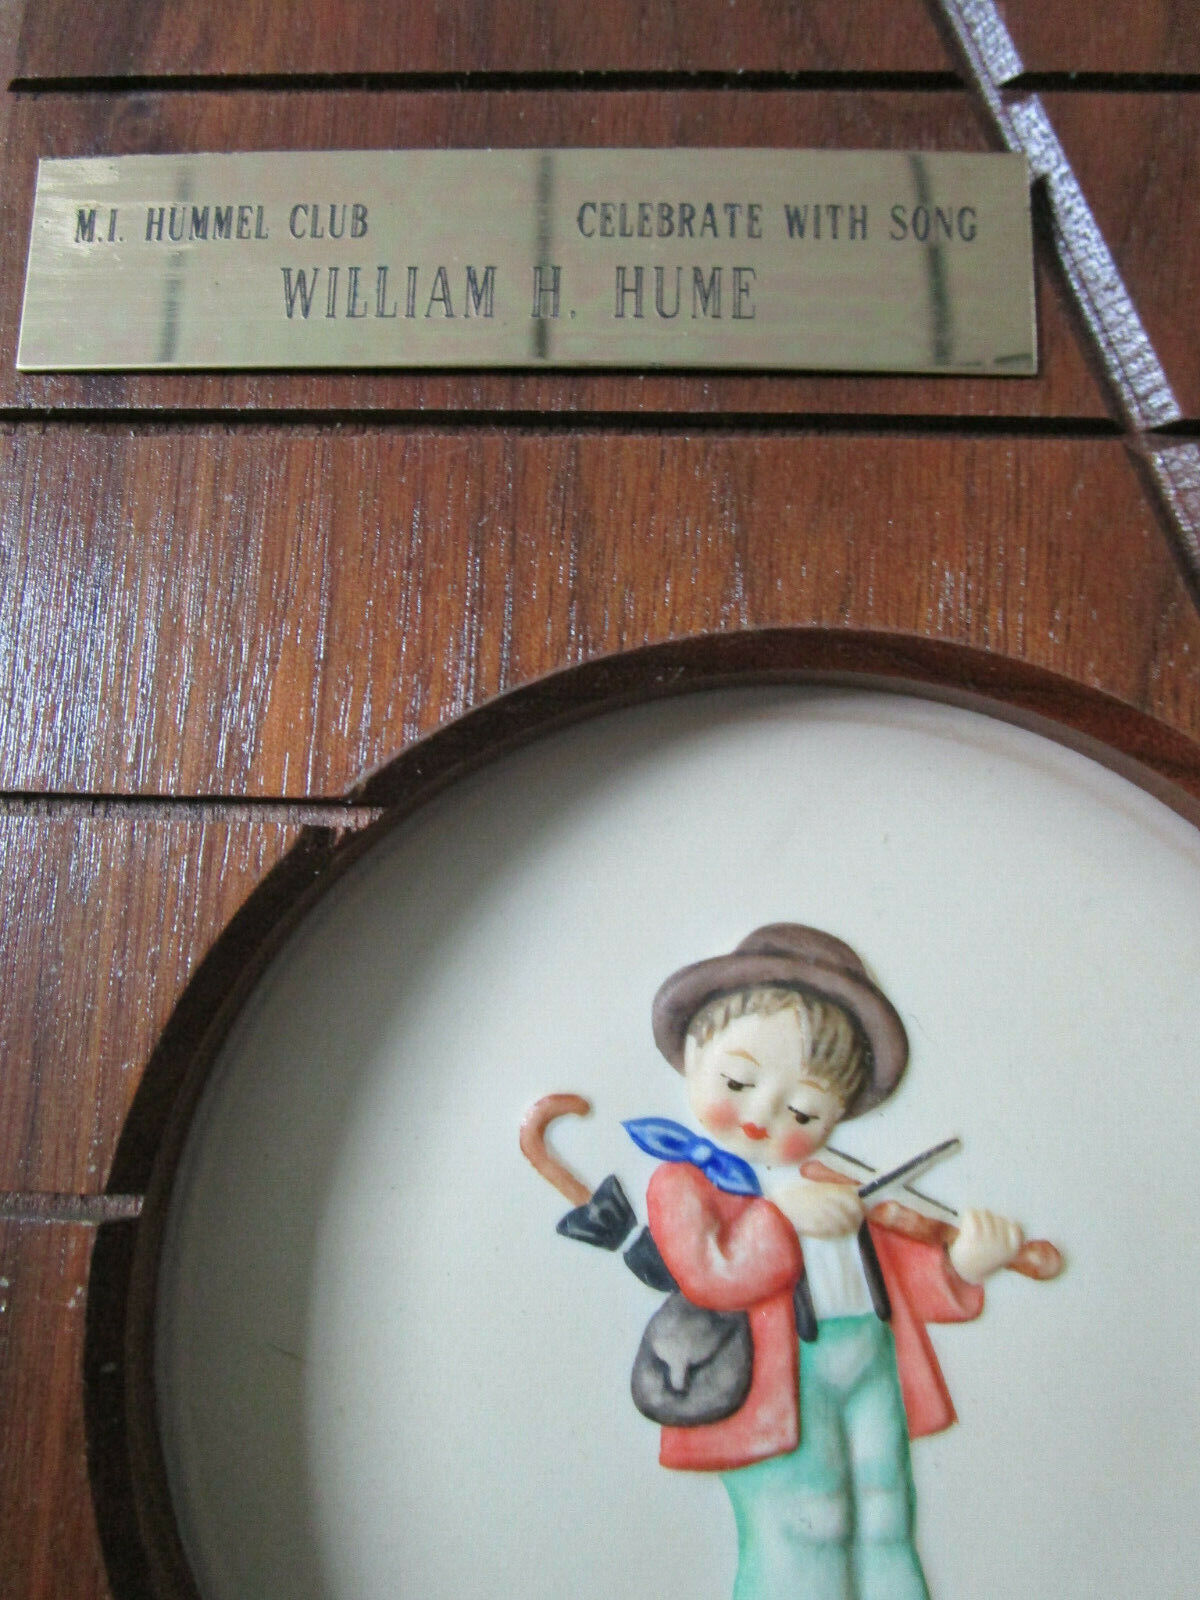 M.I. HUMMEL CLUB CELEBRATE WITH SONG
WILLIAM H. HUME